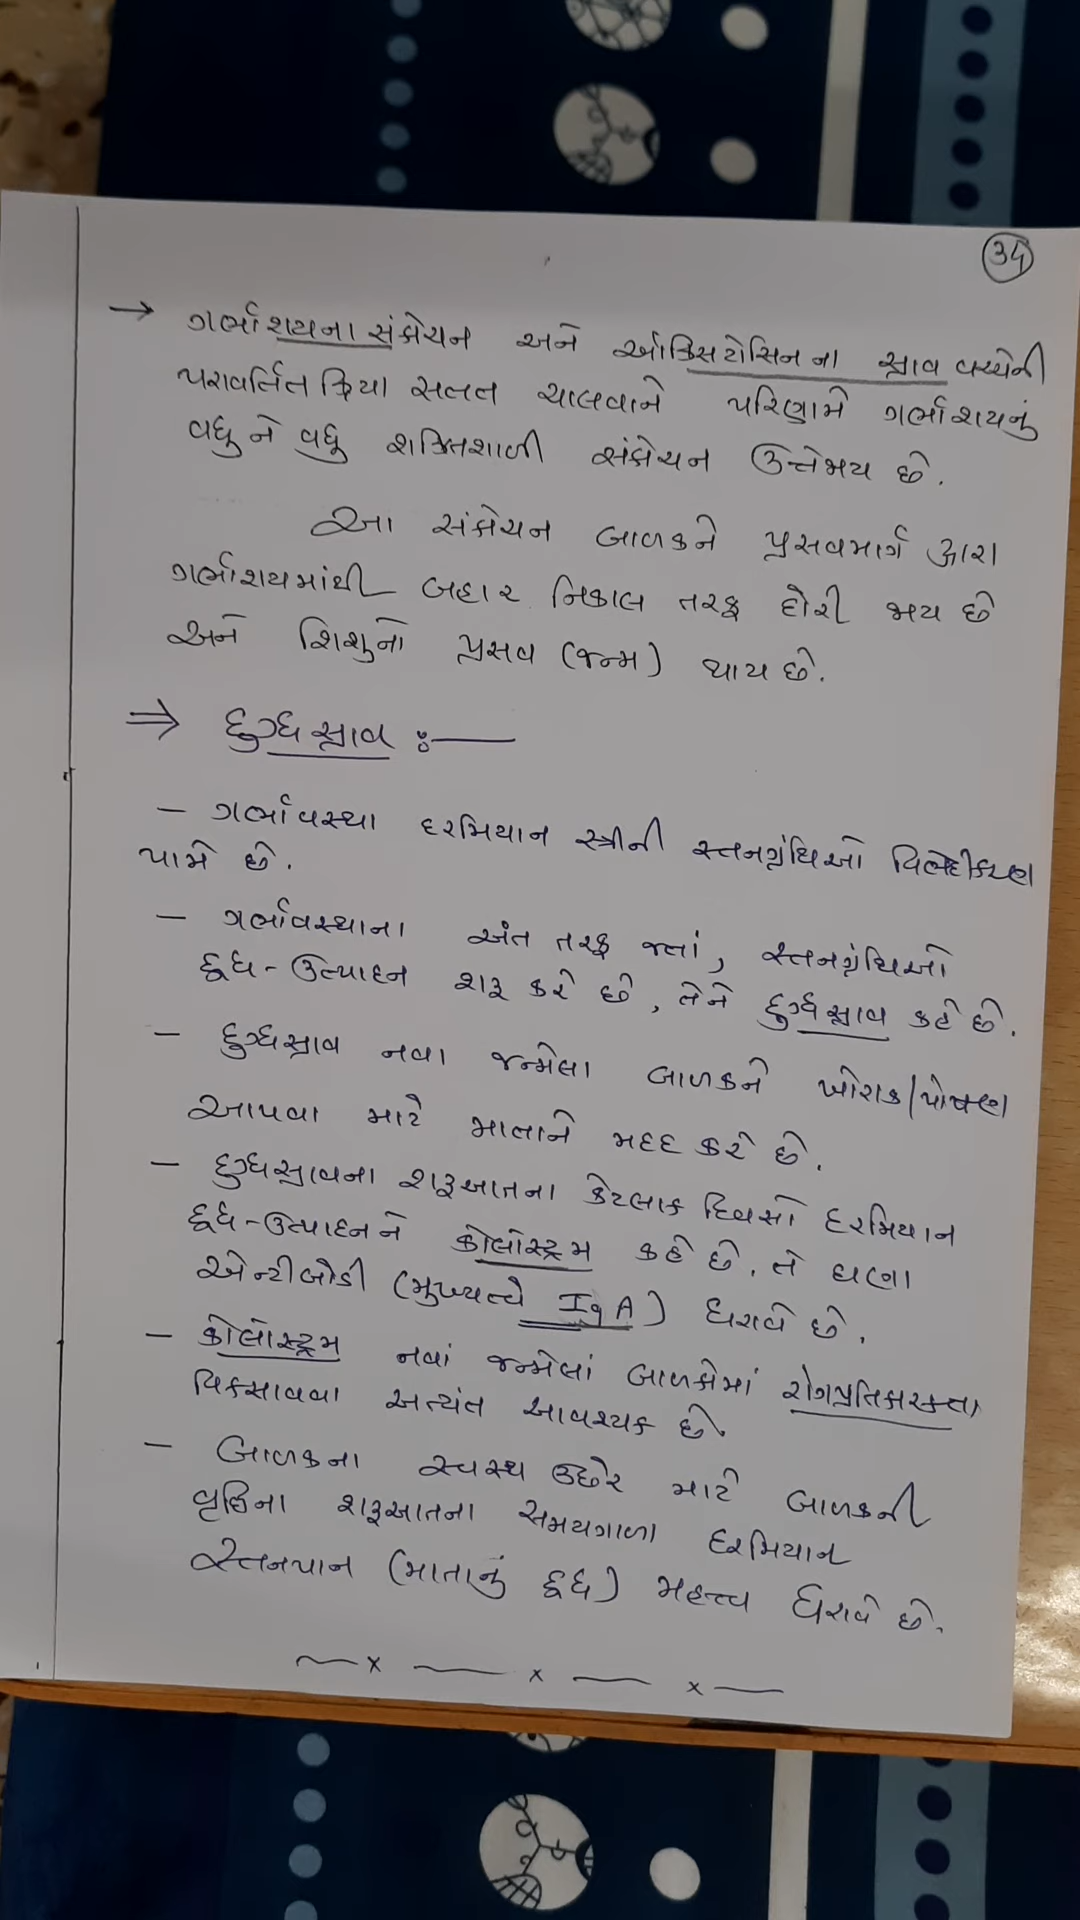 34
→ ગર્ભાશયના સંકોચન અને ઑક્સિટોસિનના સ્રાવ વચ્ચેની
પરાવર્તિત ક્રિયા સતત ચાલવાને પરિણામે ગર્ભાશયનું
વધુ ને વધુ શક્તિશાળી સંકોચન ઉત્તેજાય છે.
આ સંકોચન બાળકને પ્રસવમાર્ગ દ્વારા
ગર્ભાશયમાંથી બહાર નિકાલ તરફ દોરી જાય છે
અને શિશુનો પ્રસવ (જન્મ) થાય છે.
⇒ દુગ્ધસ્રાવ :—
— ગર્ભાવસ્થા દરમિયાન સ્ત્રીની સ્તનગ્રંથિઓ વિભેદીકરણ
પામે છે.
— ગર્ભાવસ્થાના અંત તરફ જતાં, સ્તનગ્રંથિઓ
દૂધ-ઉત્પાદન શરૂ કરે છે, તેને દુગ્ધસ્રાવ કહે છે.
— દુગ્ધસ્રાવ નવા જન્મેલા બાળકને ખોરાક/પોષણ
આપવા માટે માતાને મદદ કરે છે.
— દુગ્ધસ્રાવના શરૂઆતના કેટલાક દિવસો દરમિયાન
દૂધ-ઉત્પાદનને કોલોસ્ટ્રમ કહે છે. તે ઘણા
એન્ટીબોડી (મુખ્યત્વે IgA) ધરાવે છે.
— કોલોસ્ટ્રમ નવાં જન્મેલાં બાળકોમાં રોગપ્રતિકારકતા
વિકસાવવા અત્યંત આવશ્યક છે.
— બાળકના સ્વસ્થ ઉછેર માટે બાળકની
વૃદ્ધિના શરૂઆતના સમયગાળા દરમિયાન
સ્તનપાન (માતાનું દૂધ) મહત્ત્વ ધરાવે છે.
—x—x—x—